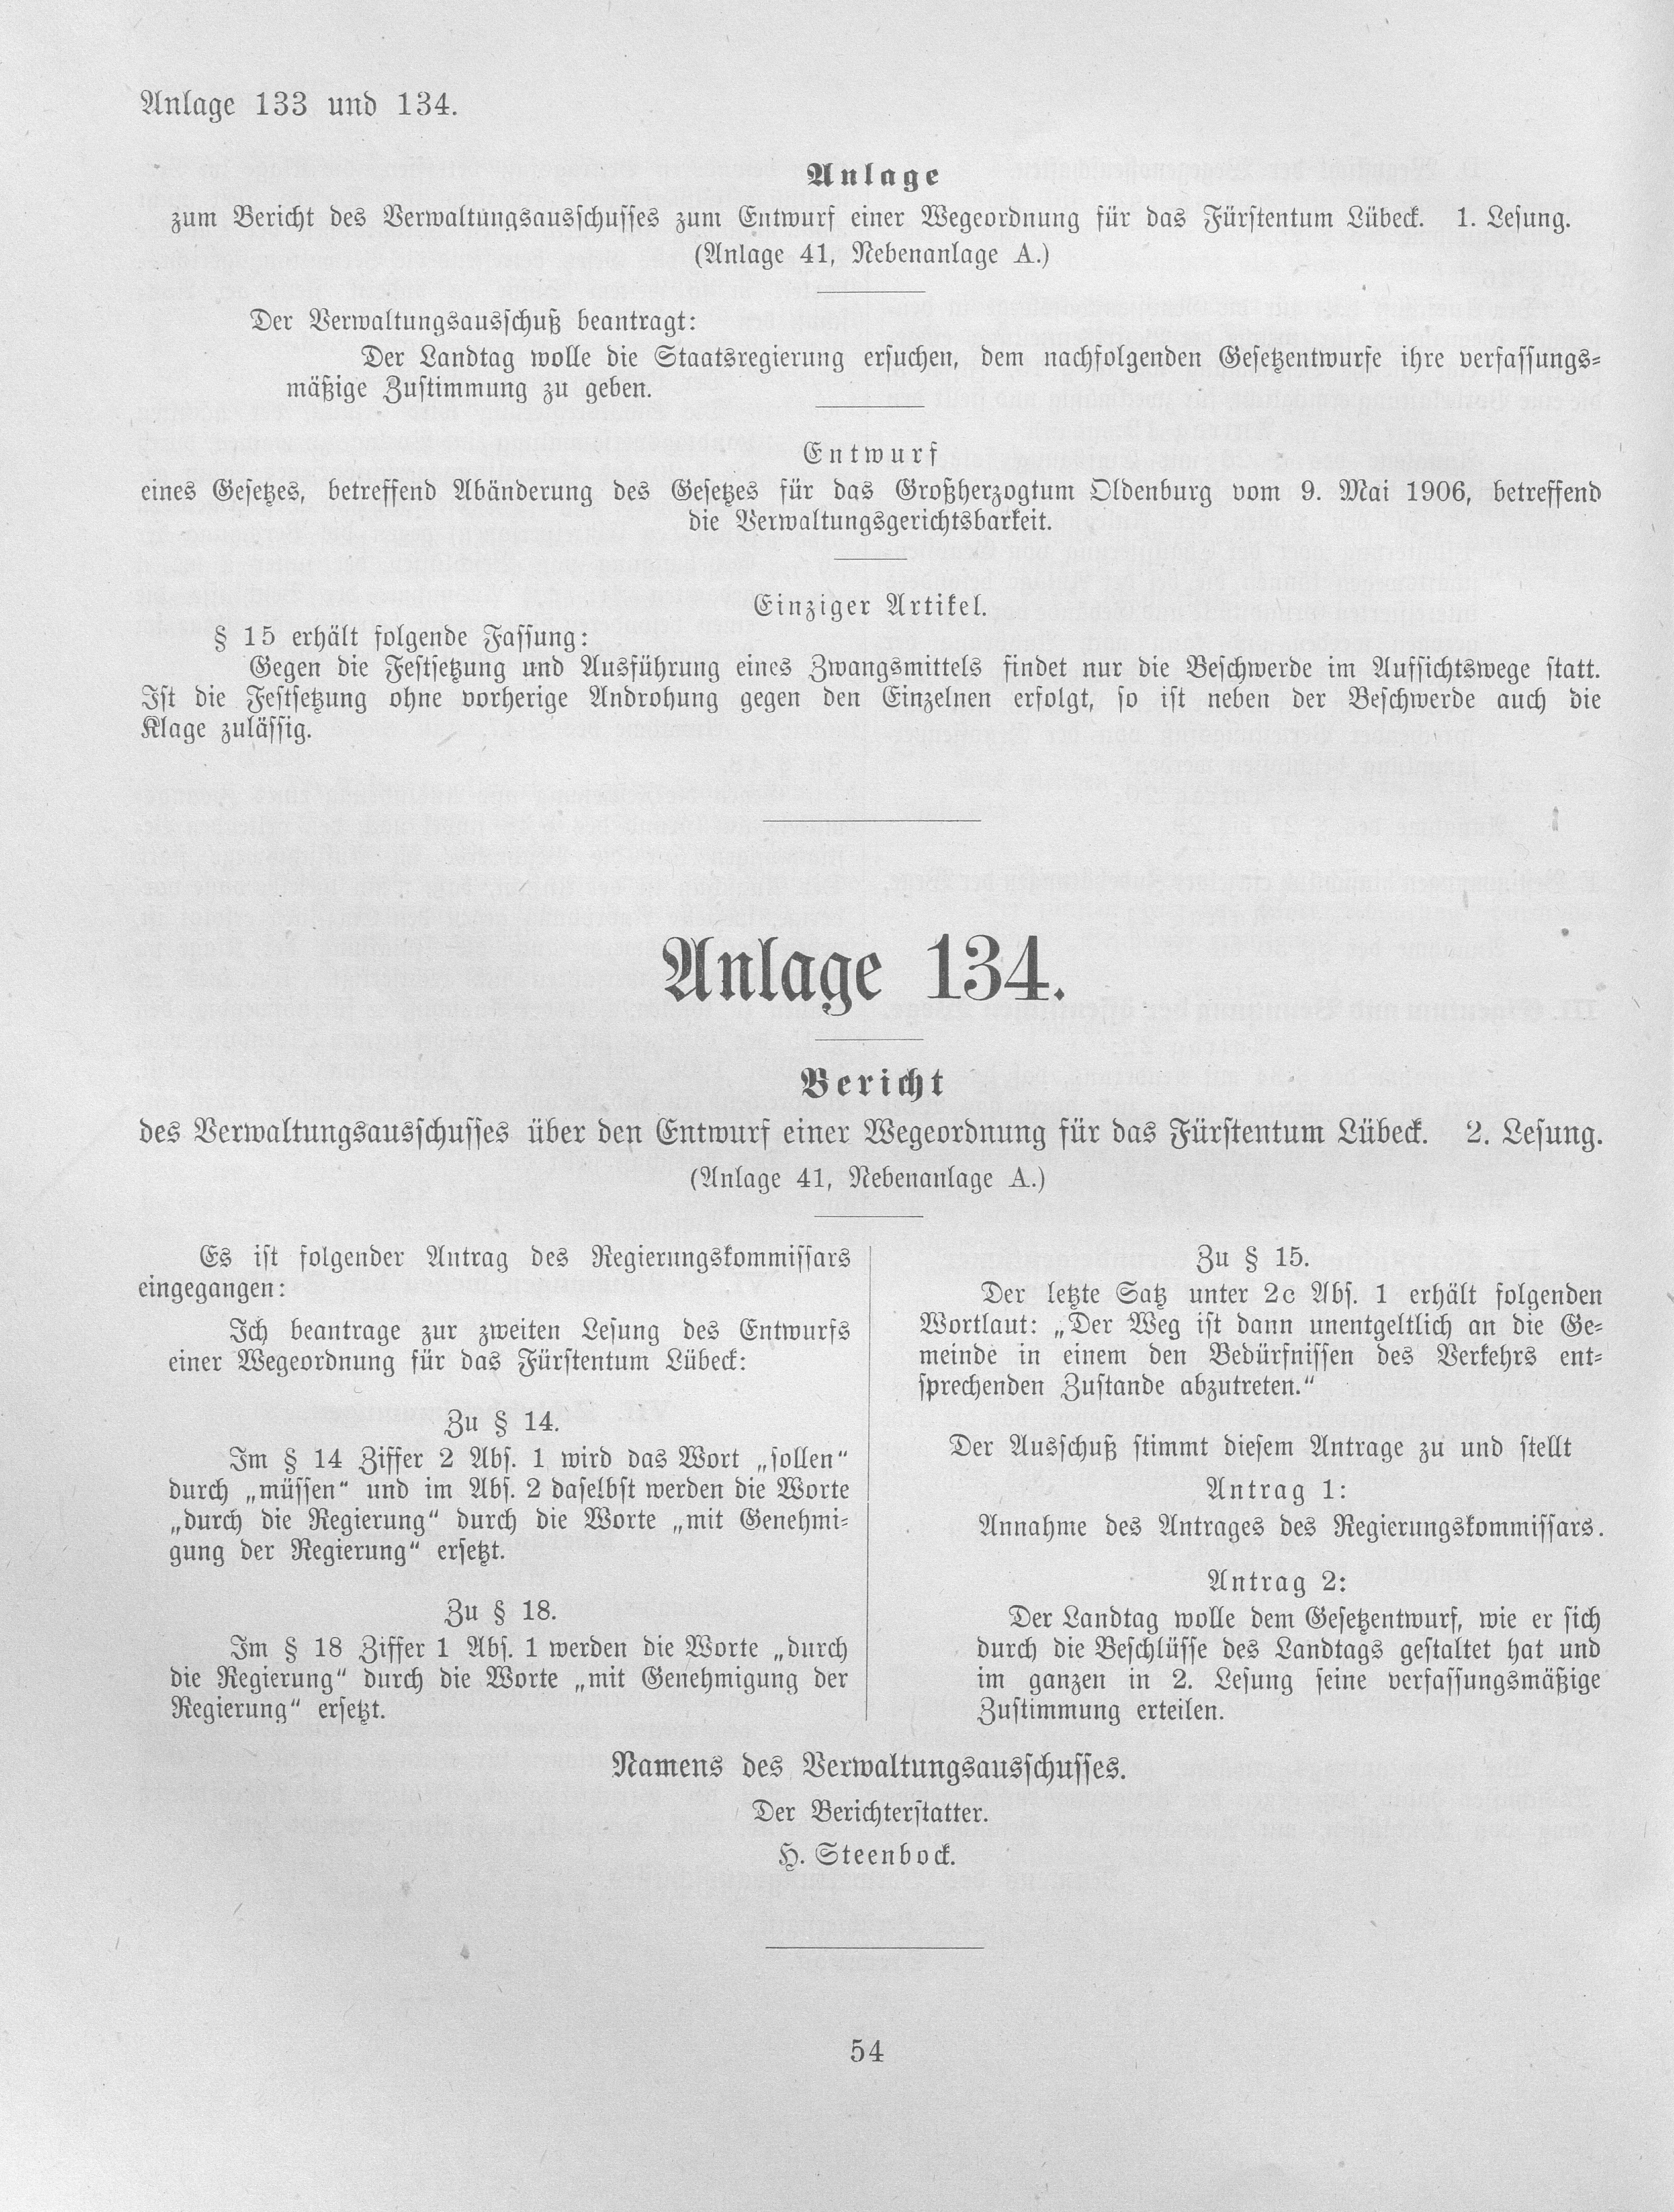 Anlage 133 und 134.
Anlage
zum Bericht des Verwaltungsausschusses zum Entwurf einer Wegeordnung für das Fürstentum Lübeck. 1. Lesung.
(Anlage 41, Nebenanlage A.)
Der Verwaltungsausschuß beantragt:
Der Landtag wolle die Staatsregierung ersuchen, dem nachfolgenden Gesetzentwurfe ihre verfassungs-
mäßige Zustimmung zu geben.
Entwurf
eines Gesetzes, betreffend Abänderung des Gesetzes für das Großherzogtum Oldenburg vom 9. Mai 1906, betreffend
die Verwaltungsgerichtsbarkeit.
Einziger Artikel.
§ 15 erhält folgende Fassung:
Gegen die Festsetzung und Ausführung eines Zwangsmittels findet nur die Beschwerde im Aufsichtswege statt.
Ist die Festsetzung ohne vorherige Androhung gegen den Einzelnen erfolgt, so ist neben der Beschwerde auch die
Klage zulässig.
Anlage 134.
Bericht
des Verwaltungsausschusses über den Entwurf einer Wegeordnung für das Fürstentum Lübeck. 2. Lesung.
(Anlage 41, Nebenanlage A.)
Es ist folgender Antrag des Regierungskommissars
eingegangen:
Ich beantrage zur zweiten Lesung des Entwurfs
einer Wegeordnung für das Fürstentum Lübeck:
Zu § 14.
Im § 14 Ziffer 2 Abs. 1 wird das Wort „sollen“
durch „müssen“ und im Abs. 2 daselbst werden die Worte
„durch die Regierung“ durch die Worte „mit Genehmi-
gung der Regierung“ ersetzt.
Zu § 18.
Im § 18 Ziffer 1 Abs. 1 werden die Worte „durch
die Regierung“ durch die Worte „mit Genehmigung der
Regierung“ ersetzt.
Zu § 15.
Der letzte Satz unter 2c Abs. 1 erhält folgenden
Wortlaut: „Der Weg ist dann unentgeltlich an die Ge-
meinde in einem den Bedürfnissen des Verkehrs ent-
sprechenden Zustande abzutreten.“
Der Ausschuß stimmt diesem Antrage zu und stellt
Antrag 1:
Annahme des Antrages des Regierungskommissars.
Antrag 2:
Der Landtag wolle dem Gesetzentwurf, wie er sich
durch die Beschlüsse des Landtags gestaltet hat und
im ganzen in 2. Lesung seine verfassungsmäßige
Zustimmung erteilen.
Namens des Verwaltungsausschusses.
Der Berichterstatter.
H. Steenbock.
54